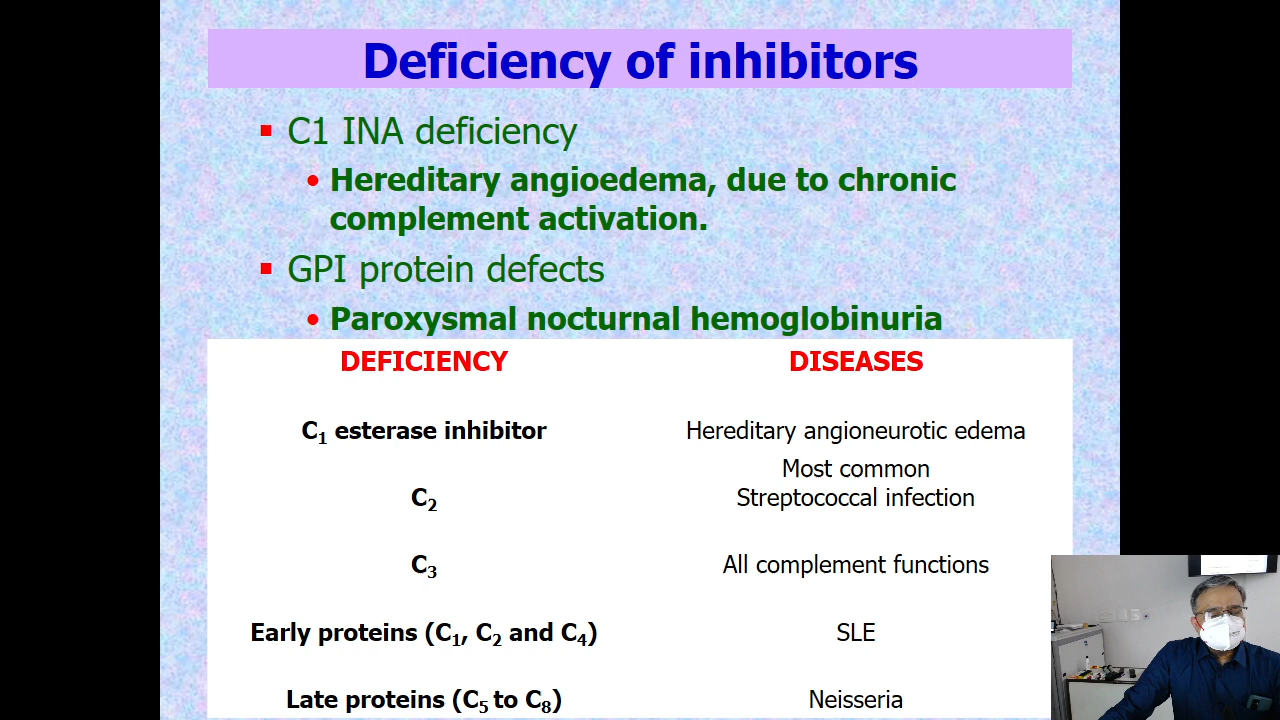 Deficiency of inhibitors
▪ C1 INA deficiency
• Hereditary angioedema, due to chronic
complement activation.
▪ GPI protein defects
• Paroxysmal nocturnal hemoglobinuria
DEFICIENCY DISEASES
C₁ esterase inhibitor Hereditary angioneurotic edema
Most common
C₂ Streptococcal infection
C₃ All complement functions
Early proteins (C₁, C₂ and C₄) SLE
Late proteins (C₅ to C₈) Neisseria